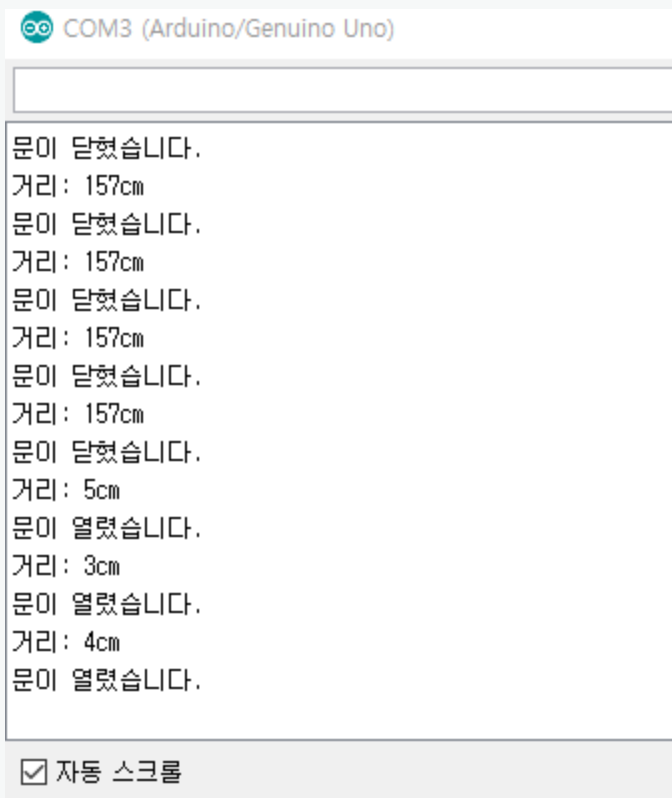 COM3 (Arduino/Genuino Uno)
문이 닫혔습니다.
거리: 157cm
문이 닫혔습니다.
거리: 157cm
문이 닫혔습니다.
거리: 157cm
문이 닫혔습니다.
거리: 157cm
문이 닫혔습니다.
거리: 5cm
문이 열렸습니다.
거리: 3cm
문이 열렸습니다.
거리: 4cm
문이 열렸습니다.
자동 스크롤